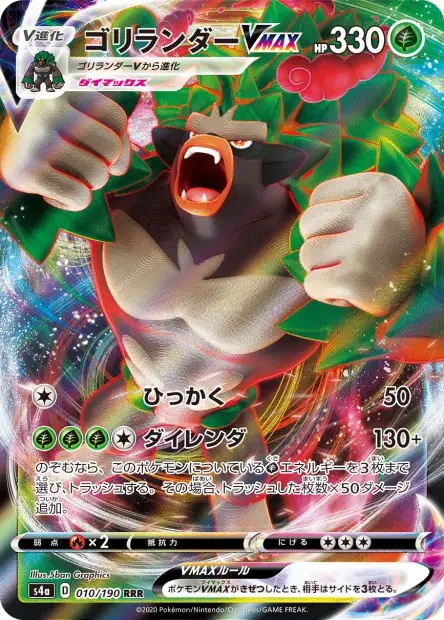 V進化
ゴリランダーVMAX
HP 330
ゴリランダーVから進化
ダイマックス
ひっかく 50
ダイレンダ 130+
のぞむなら、このポケモンについているエネルギーを3枚まで
選び、トラッシュする。その場合、トラッシュした枚数×50ダメージ
追加。
弱点 ×2 抵抗力 にげる
Illus. 5ban Graphics
VMAXルール
s4a D 010/190 RRR
ポケモンVMAXがきぜつしたとき、相手はサイドを3枚とる。
©2020 Pokémon/Nintendo/Creatures/GAME FREAK.